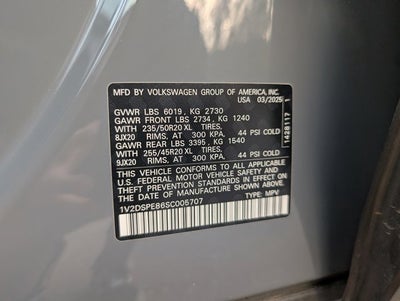 MFD BY VOLKSWAGEN GROUP OF AMERICA, INC.
USA 03/2025
GVWR LBS 6019, KG 2730
GAWR FRONT LBS 2734, KG 1240
WITH 235/50R20 XL TIRES,
8JX20 RIMS, AT 300 KPA, 44 PSI COLD
GAWR REAR LBS 3395, KG 1540
WITH 255/45R20 XL TIRES,
9JX20 RIMS, AT 300 KPA, 44 PSI COLD
THIS VEHICLE CONFORMS TO ALL APPLICABLE
FEDERAL MOTOR VEHICLE SAFETY, BUMPER, AND
THEFT PREVENTION STANDARDS IN EFFECT ON
THE DATE OF MANUFACTURE SHOWN ABOVE.
1V2DSPE86SC005707 TYPE: MPV
1428117 1